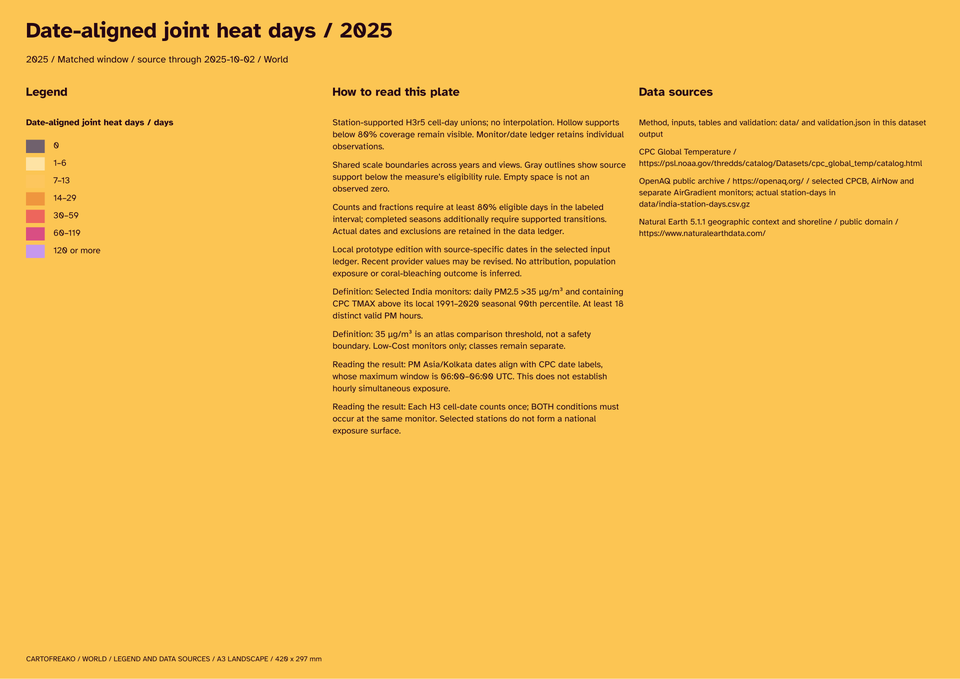 Date-aligned joint heat days / 2025
2025 / Matched window / source through 2025-10-02 / World
Legend
Date-aligned joint heat days / days
0
1–6
7–13
14–29
30–59
60–119
120 or more
How to read this plate
Station-supported H3r5 cell-day unions; no interpolation. Hollow supports
below 80% coverage remain visible. Monitor/date ledger retains individual
observations.
Shared scale boundaries across years and views. Gray outlines show source
support below the measure's eligibility rule. Empty space is not an
observed zero.
Counts and fractions require at least 80% eligible days in the labeled
interval; completed seasons additionally require supported transitions.
Actual dates and exclusions are retained in the data ledger.
Local prototype edition with source-specific dates in the selected input
ledger. Recent provider values may be revised. No attribution, population
exposure or coral-bleaching outcome is inferred.
Definition: Selected India monitors: daily PM2.5 >35 µg/m³ and containing
CPC TMAX above its local 1991–2020 seasonal 90th percentile. At least 18
distinct valid PM hours.
Definition: 35 µg/m³ is an atlas comparison threshold, not a safety
boundary. Low-Cost monitors only; classes remain separate.
Reading the result: PM Asia/Kolkata dates align with CPC date labels,
whose maximum window is 06:00–06:00 UTC. This does not establish
hourly simultaneous exposure.
Reading the result: Each H3 cell-date counts once; BOTH conditions must
occur at the same monitor. Selected stations do not form a national
exposure surface.
Data sources
Method, inputs, tables and validation: data/ and validation.json in this dataset
output
CPC Global Temperature /
https://psl.noaa.gov/thredds/catalog/Datasets/cpc_global_temp/catalog.html
OpenAQ public archive / https://openaq.org/ / selected CPCB, AirNow and
separate AirGradient monitors; actual station-days in
data/india-station-days.csv.gz
Natural Earth 5.1.1 geographic context and shoreline / public domain /
https://www.naturalearthdata.com/
CARTOFREAKO / WORLD / LEGEND AND DATA SOURCES / A3 LANDSCAPE / 420 x 297 mm